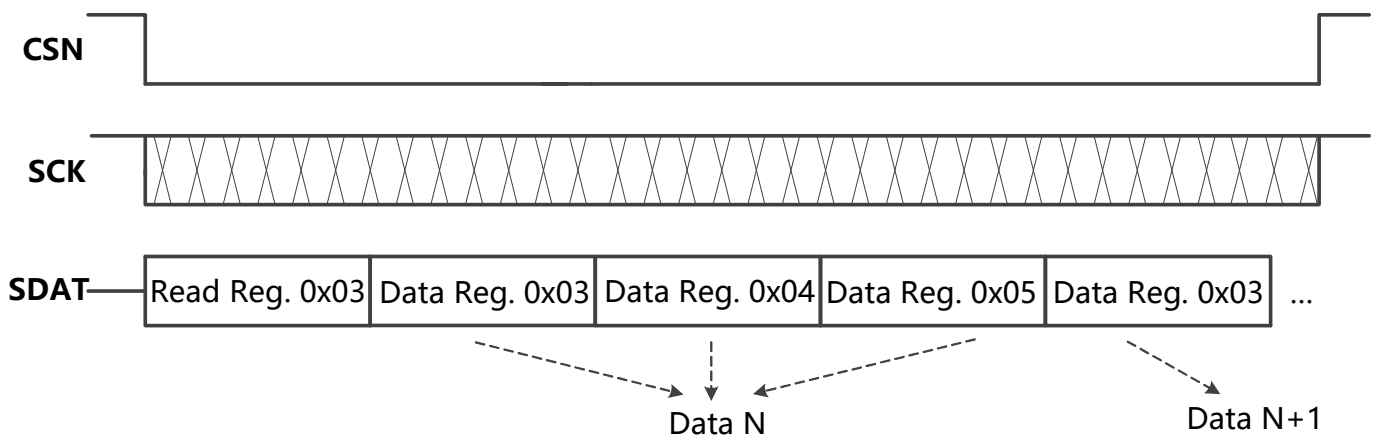 CSN
SCK
SDAT Read Reg. 0x03 Data Reg. 0x03 Data Reg. 0x04 Data Reg. 0x05 Data Reg. 0x03 ...
Data N Data N+1